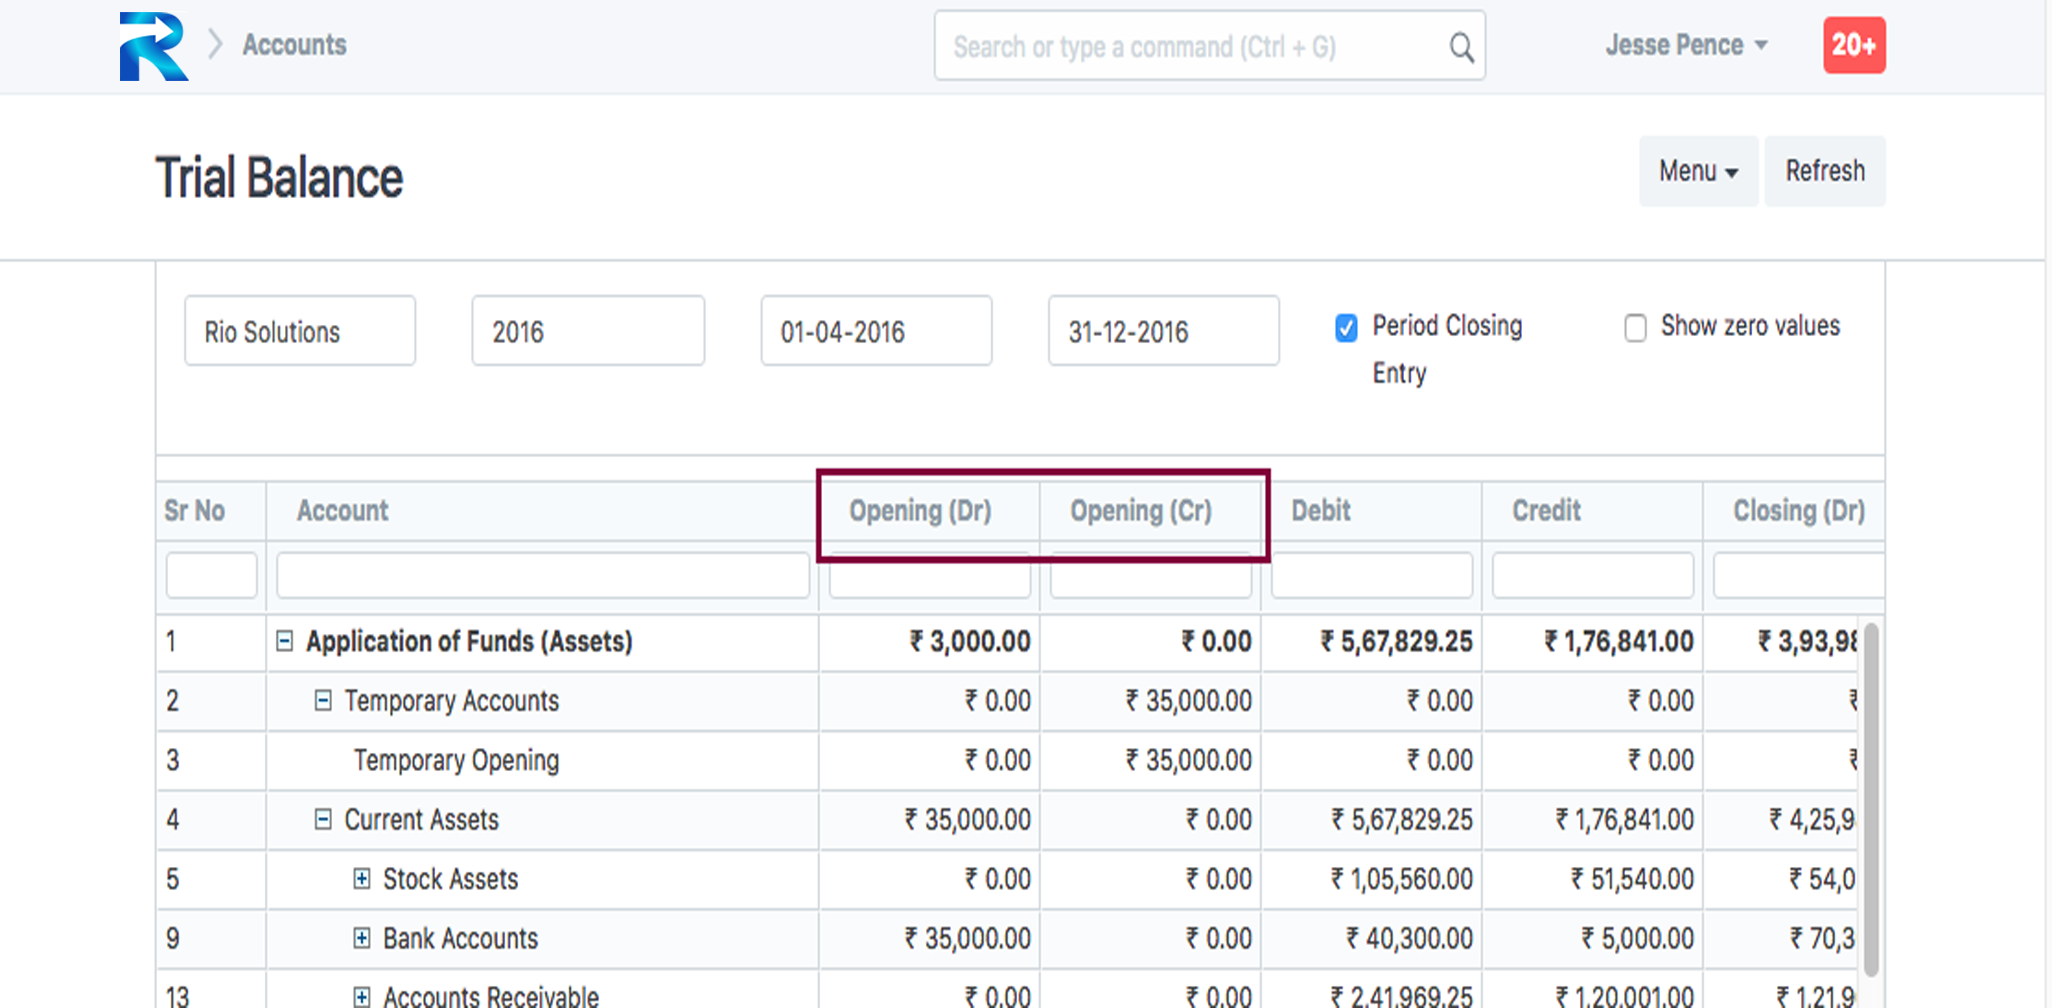 Accounts
Search or type a command (Ctrl + G)
Jesse Pence
20+
Trial Balance
Menu
Refresh
Rio Solutions
2016
01-04-2016
31-12-2016
Period Closing
Entry
Show zero values
Sr No Account Opening (Dr) Opening (Cr) Debit Credit Closing (Dr)
1 Application of Funds (Assets) ₹ 3,000.00 ₹ 0.00 ₹ 5,67,829.25 ₹ 1,76,841.00 ₹ 3,93,98
2 Temporary Accounts ₹ 0.00 ₹ 35,000.00 ₹ 0.00 ₹ 0.00 ₹
3 Temporary Opening ₹ 0.00 ₹ 35,000.00 ₹ 0.00 ₹ 0.00 ₹
4 Current Assets ₹ 35,000.00 ₹ 0.00 ₹ 5,67,829.25 ₹ 1,76,841.00 ₹ 4,25,9
5 Stock Assets ₹ 0.00 ₹ 0.00 ₹ 1,05,560.00 ₹ 51,540.00 ₹ 54,0
9 Bank Accounts ₹ 35,000.00 ₹ 0.00 ₹ 40,300.00 ₹ 5,000.00 ₹ 70,3
13 Accounts Receivable ₹ 0.00 ₹ 0.00 ₹ 2,41,969.25 ₹ 1,20,001.00 ₹ 1,21,9